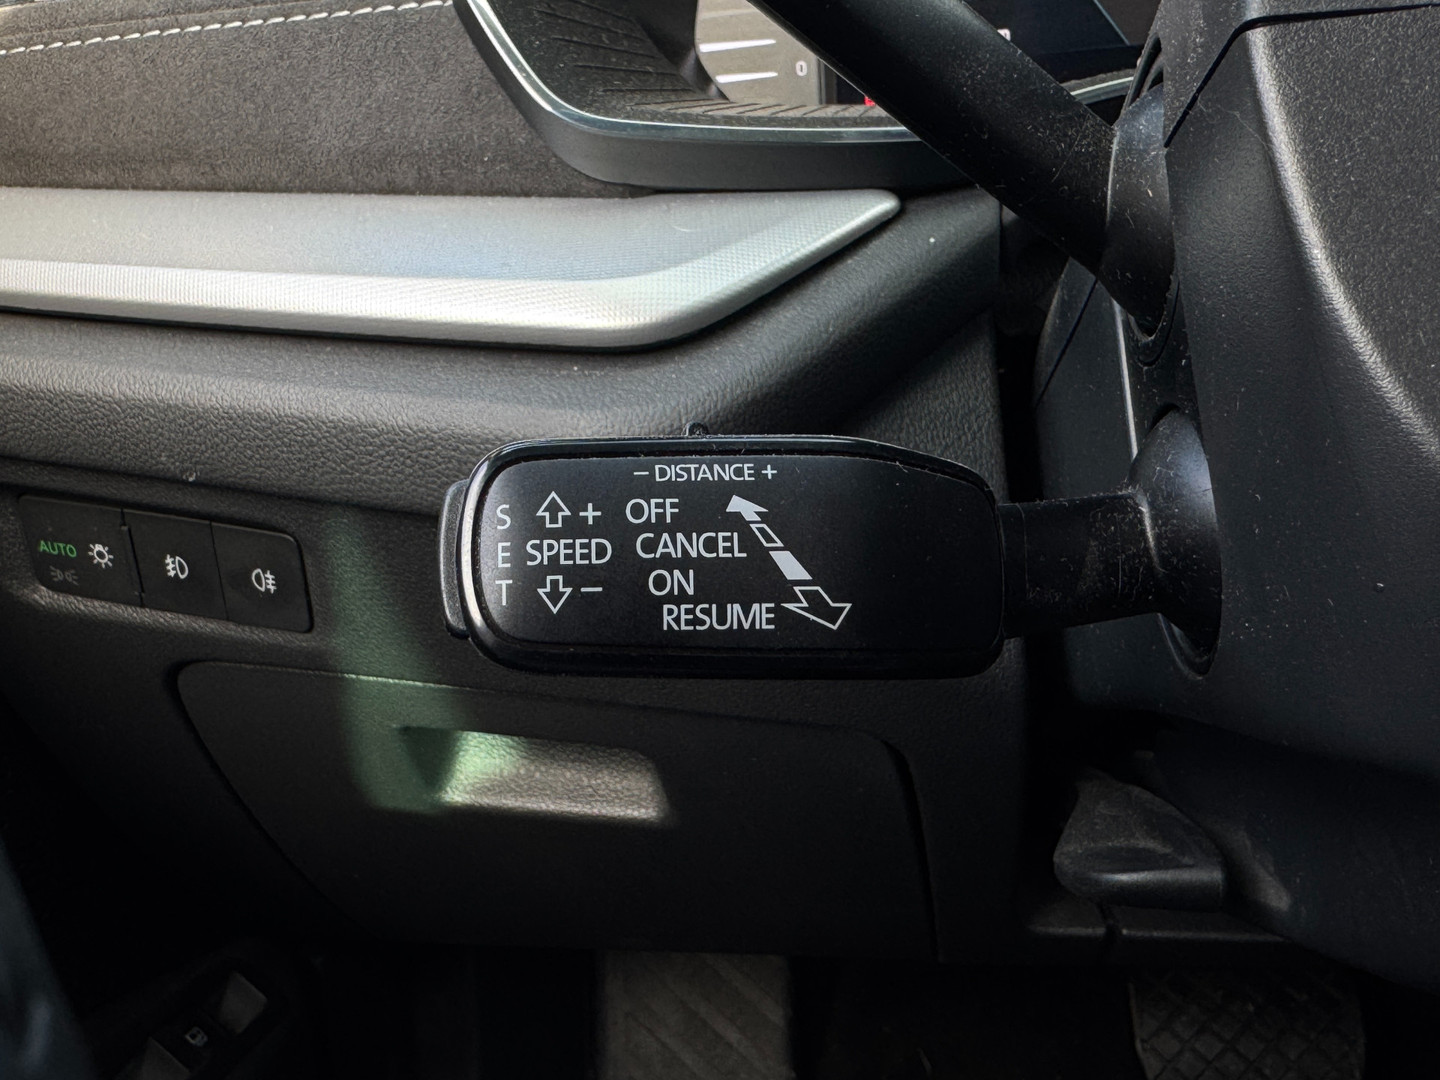 − DISTANCE +
S + OFF
E SPEED CANCEL
T − ON
RESUME
AUTO